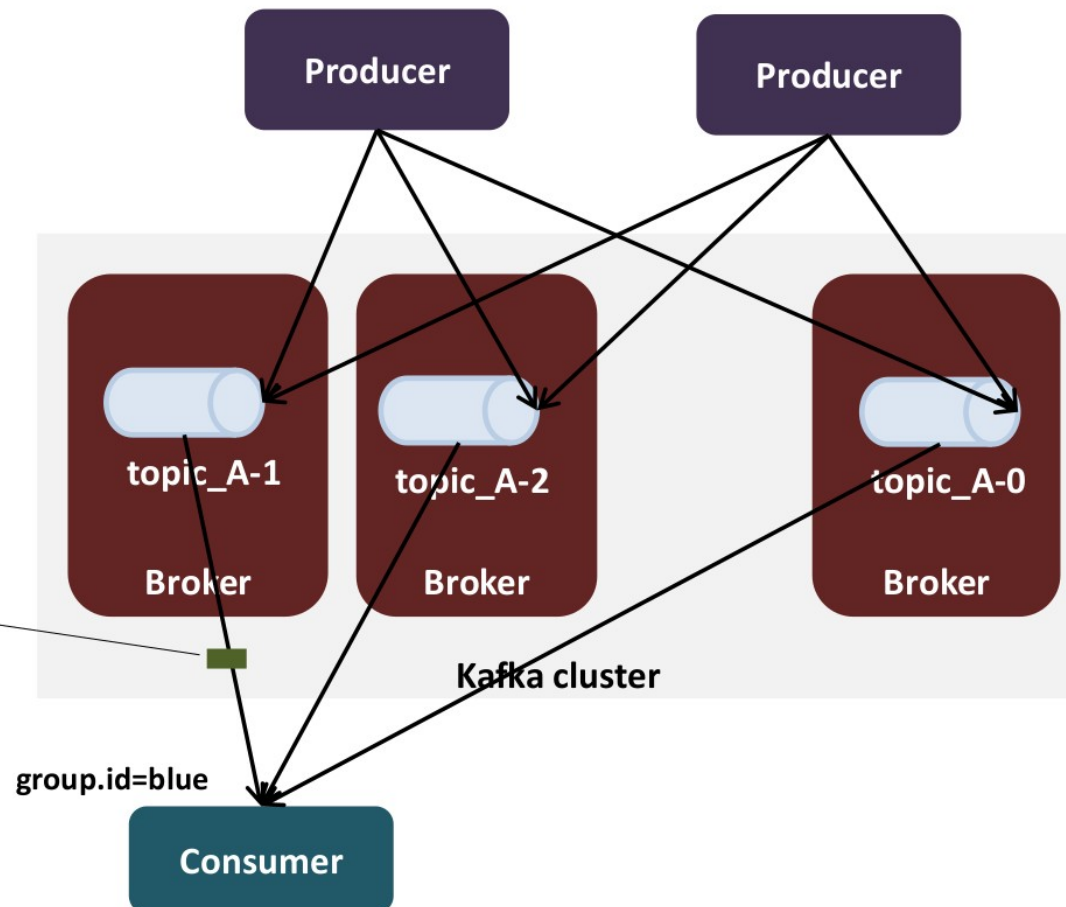 Producer
Producer
topic_A-1
topic_A-2
topic_A-0
Broker
Broker
Broker
Kafka cluster
group.id=blue
Consumer